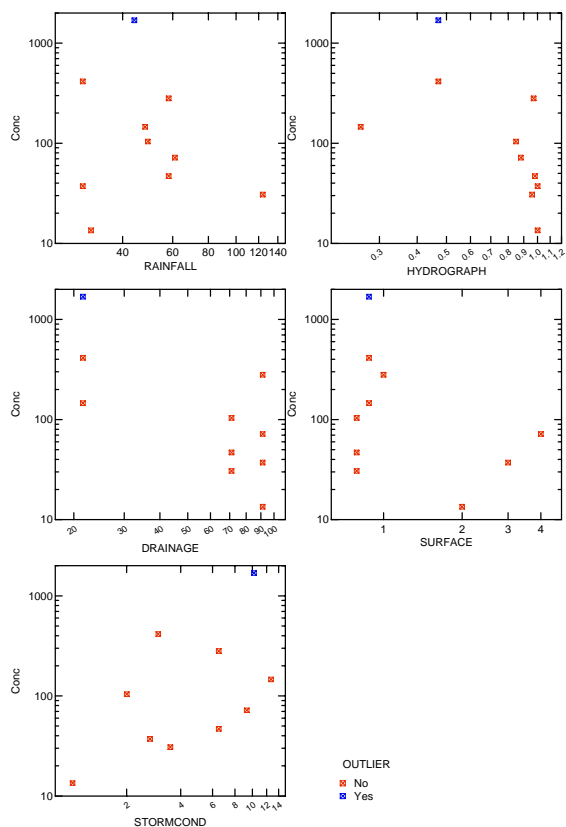 1000
100
10
Conc
40 60 80 100 120 140
RAINFALL
1000
100
10
Conc
0.3 0.4 0.5 0.6 0.7 0.8 0.9 1.0 1.1 1.2
HYDROGRAPH
1000
100
10
Conc
20 30 40 50 60 70 80 90 100
DRAINAGE
1000
100
10
Conc
1 2 3 4
SURFACE
1000
100
10
Conc
2 4 6 8 10 12 14
STORMCOND
OUTLIER
No
Yes